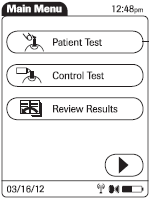 Main Menu 12:48pm
Patient Test
Control Test
Review Results
03/16/12